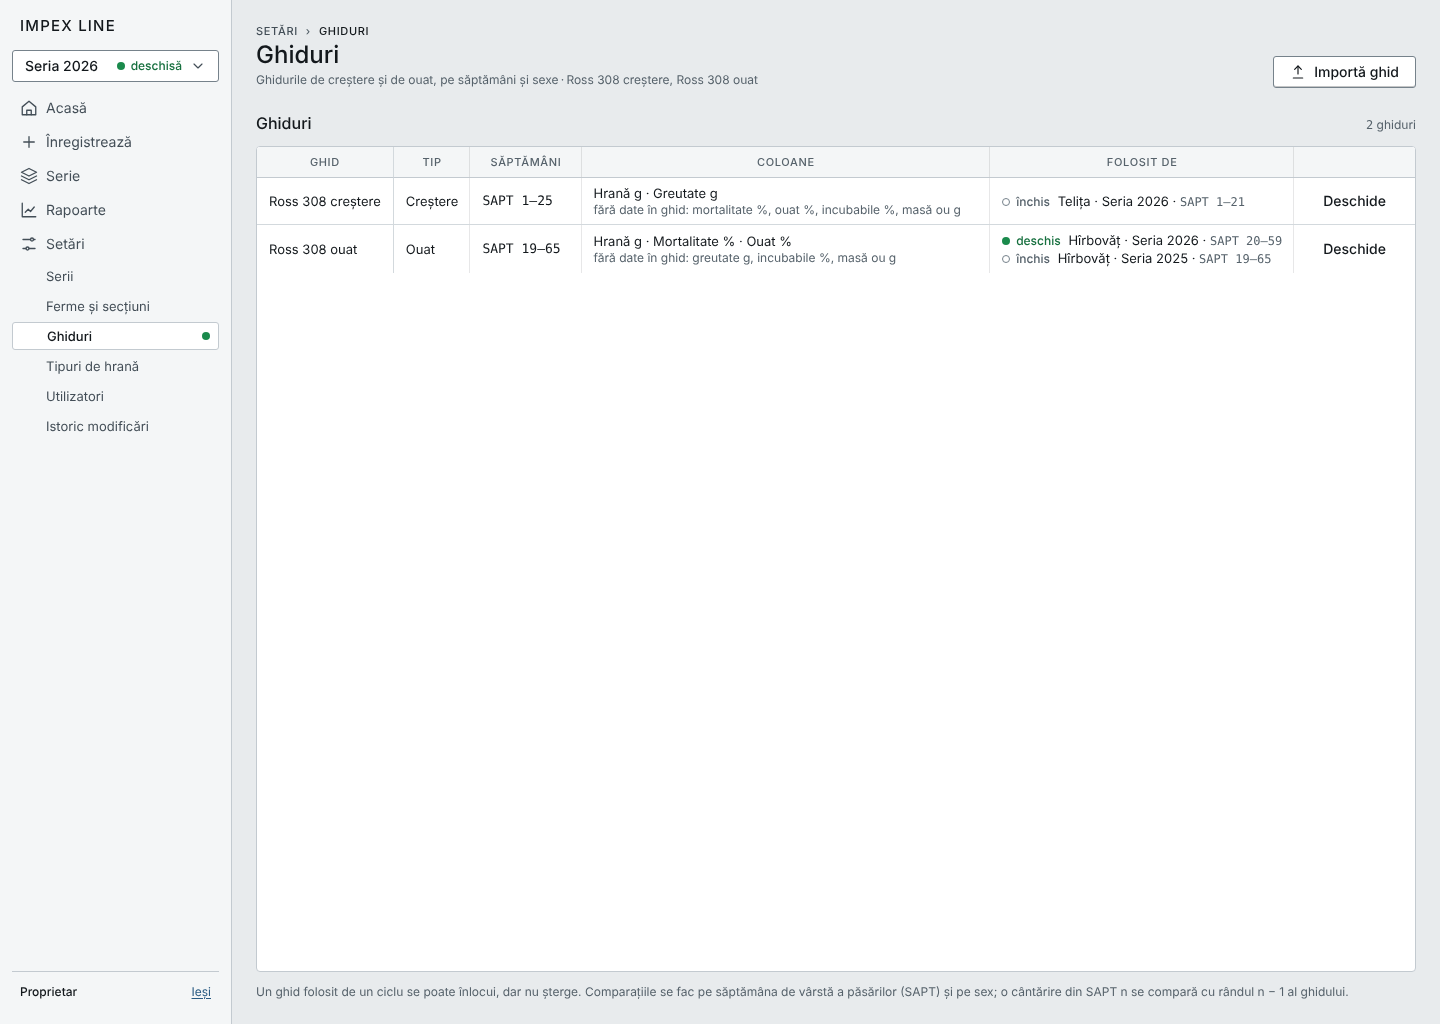 IMPEX LINE
Seria 2026 deschisă
Acasă
Înregistrează
Serie
Rapoarte
Setări
Serii
Ferme și secțiuni
Ghiduri
Tipuri de hrană
Utilizatori
Istoric modificări
Proprietar Ieși
SETĂRI › GHIDURI
Ghiduri
Ghidurile de creștere și de ouat, pe săptămâni și sexe · Ross 308 creștere, Ross 308 ouat
Importă ghid
Ghiduri 2 ghiduri
GHID TIP SĂPTĂMÂNI COLOANE FOLOSIT DE
Ross 308 creștere Creștere SAPT 1–25 Hrană g · Greutate g
fără date în ghid: mortalitate %, ouat %, incubabile %, masă ou g
închis Telița · Seria 2026 · SAPT 1–21 Deschide
Ross 308 ouat Ouat SAPT 19–65 Hrană g · Mortalitate % · Ouat %
fără date în ghid: greutate g, incubabile %, masă ou g
deschis Hîrbovăț · Seria 2026 · SAPT 20–59
închis Hîrbovăț · Seria 2025 · SAPT 19–65
Deschide
Un ghid folosit de un ciclu se poate înlocui, dar nu șterge. Comparațiile se fac pe săptămâna de vârstă a păsărilor (SAPT) și pe sex; o cântărire din SAPT n se compară cu rândul n − 1 al ghidului.